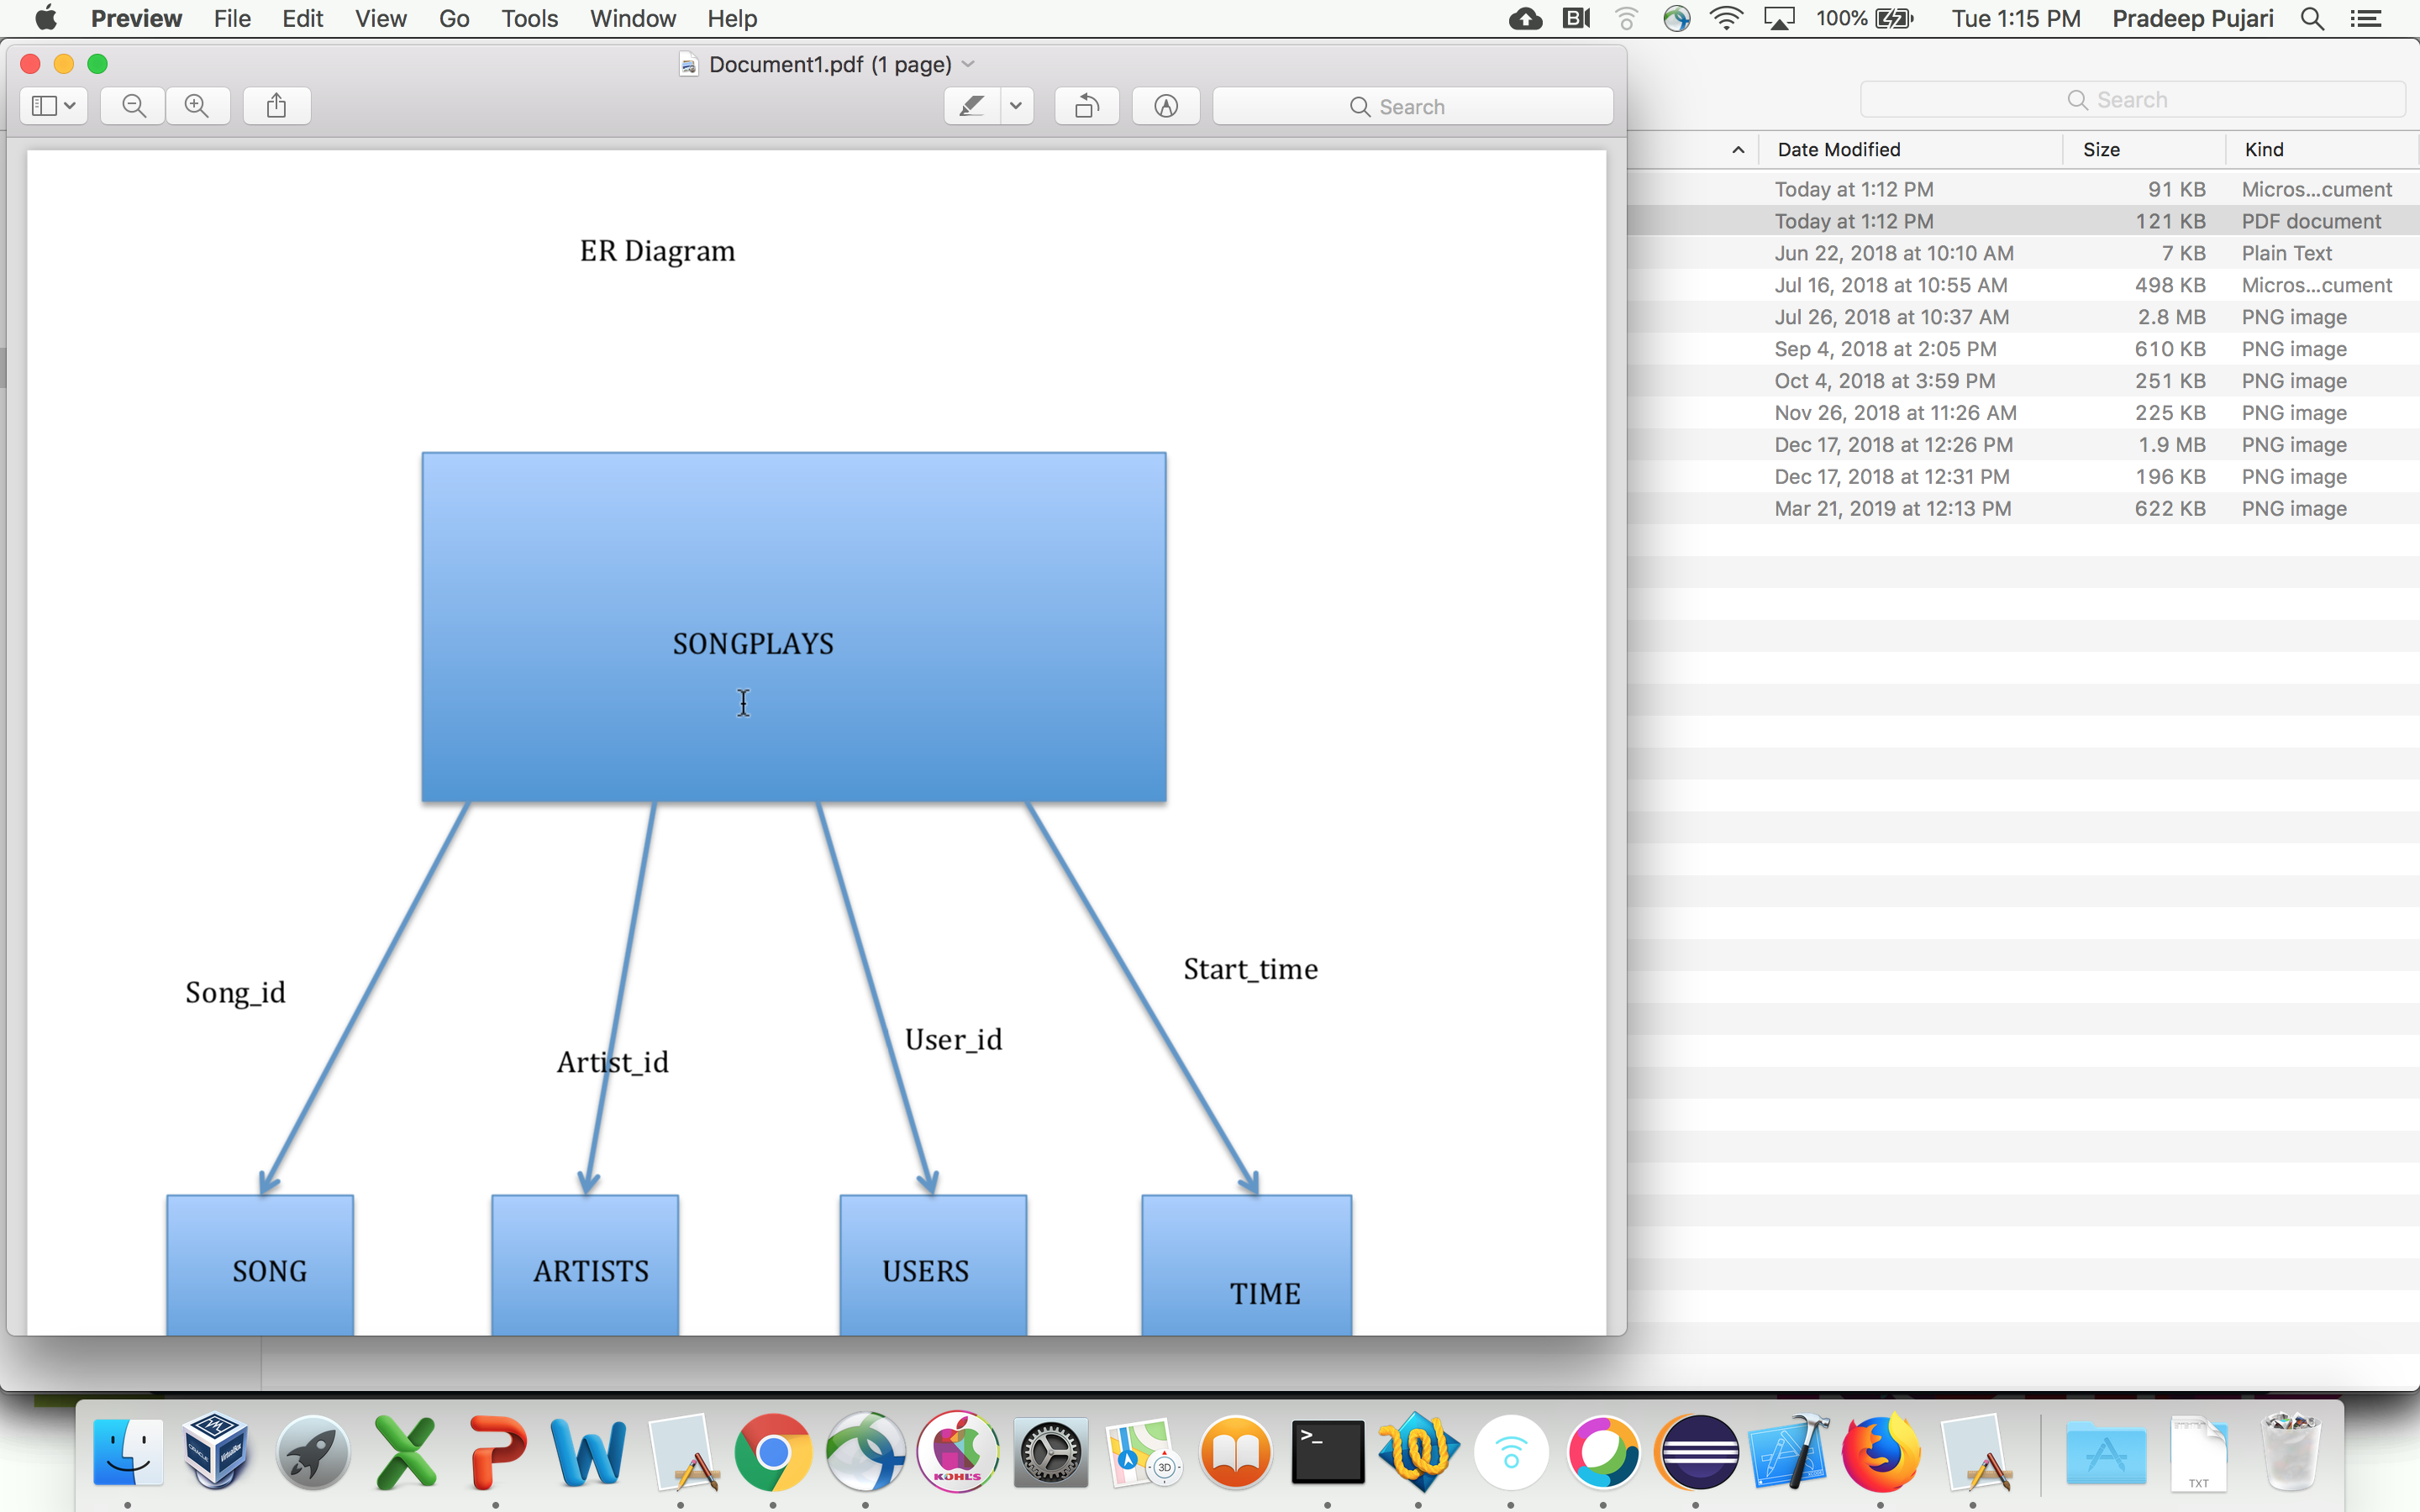 Preview File Edit View Go Tools Window Help 100% Tue 1:15 PM Pradeep Pujari
Document1.pdf (1 page)
Search
Search
Date Modified Size Kind
Today at 1:12 PM 91 KB Micros...cument
Today at 1:12 PM 121 KB PDF document
Jun 22, 2018 at 10:10 AM 7 KB Plain Text
Jul 16, 2018 at 10:55 AM 498 KB Micros...cument
Jul 26, 2018 at 10:37 AM 2.8 MB PNG image
Sep 4, 2018 at 2:05 PM 610 KB PNG image
Oct 4, 2018 at 3:59 PM 251 KB PNG image
Nov 26, 2018 at 11:26 AM 225 KB PNG image
Dec 17, 2018 at 12:26 PM 1.9 MB PNG image
Dec 17, 2018 at 12:31 PM 196 KB PNG image
Mar 21, 2019 at 12:13 PM 622 KB PNG image
ER Diagram
SONGPLAYS
Start_time
Song_id
User_id
Artist_id
SONG ARTISTS USERS
TIME
KOHL'S
3D
>_
TXT